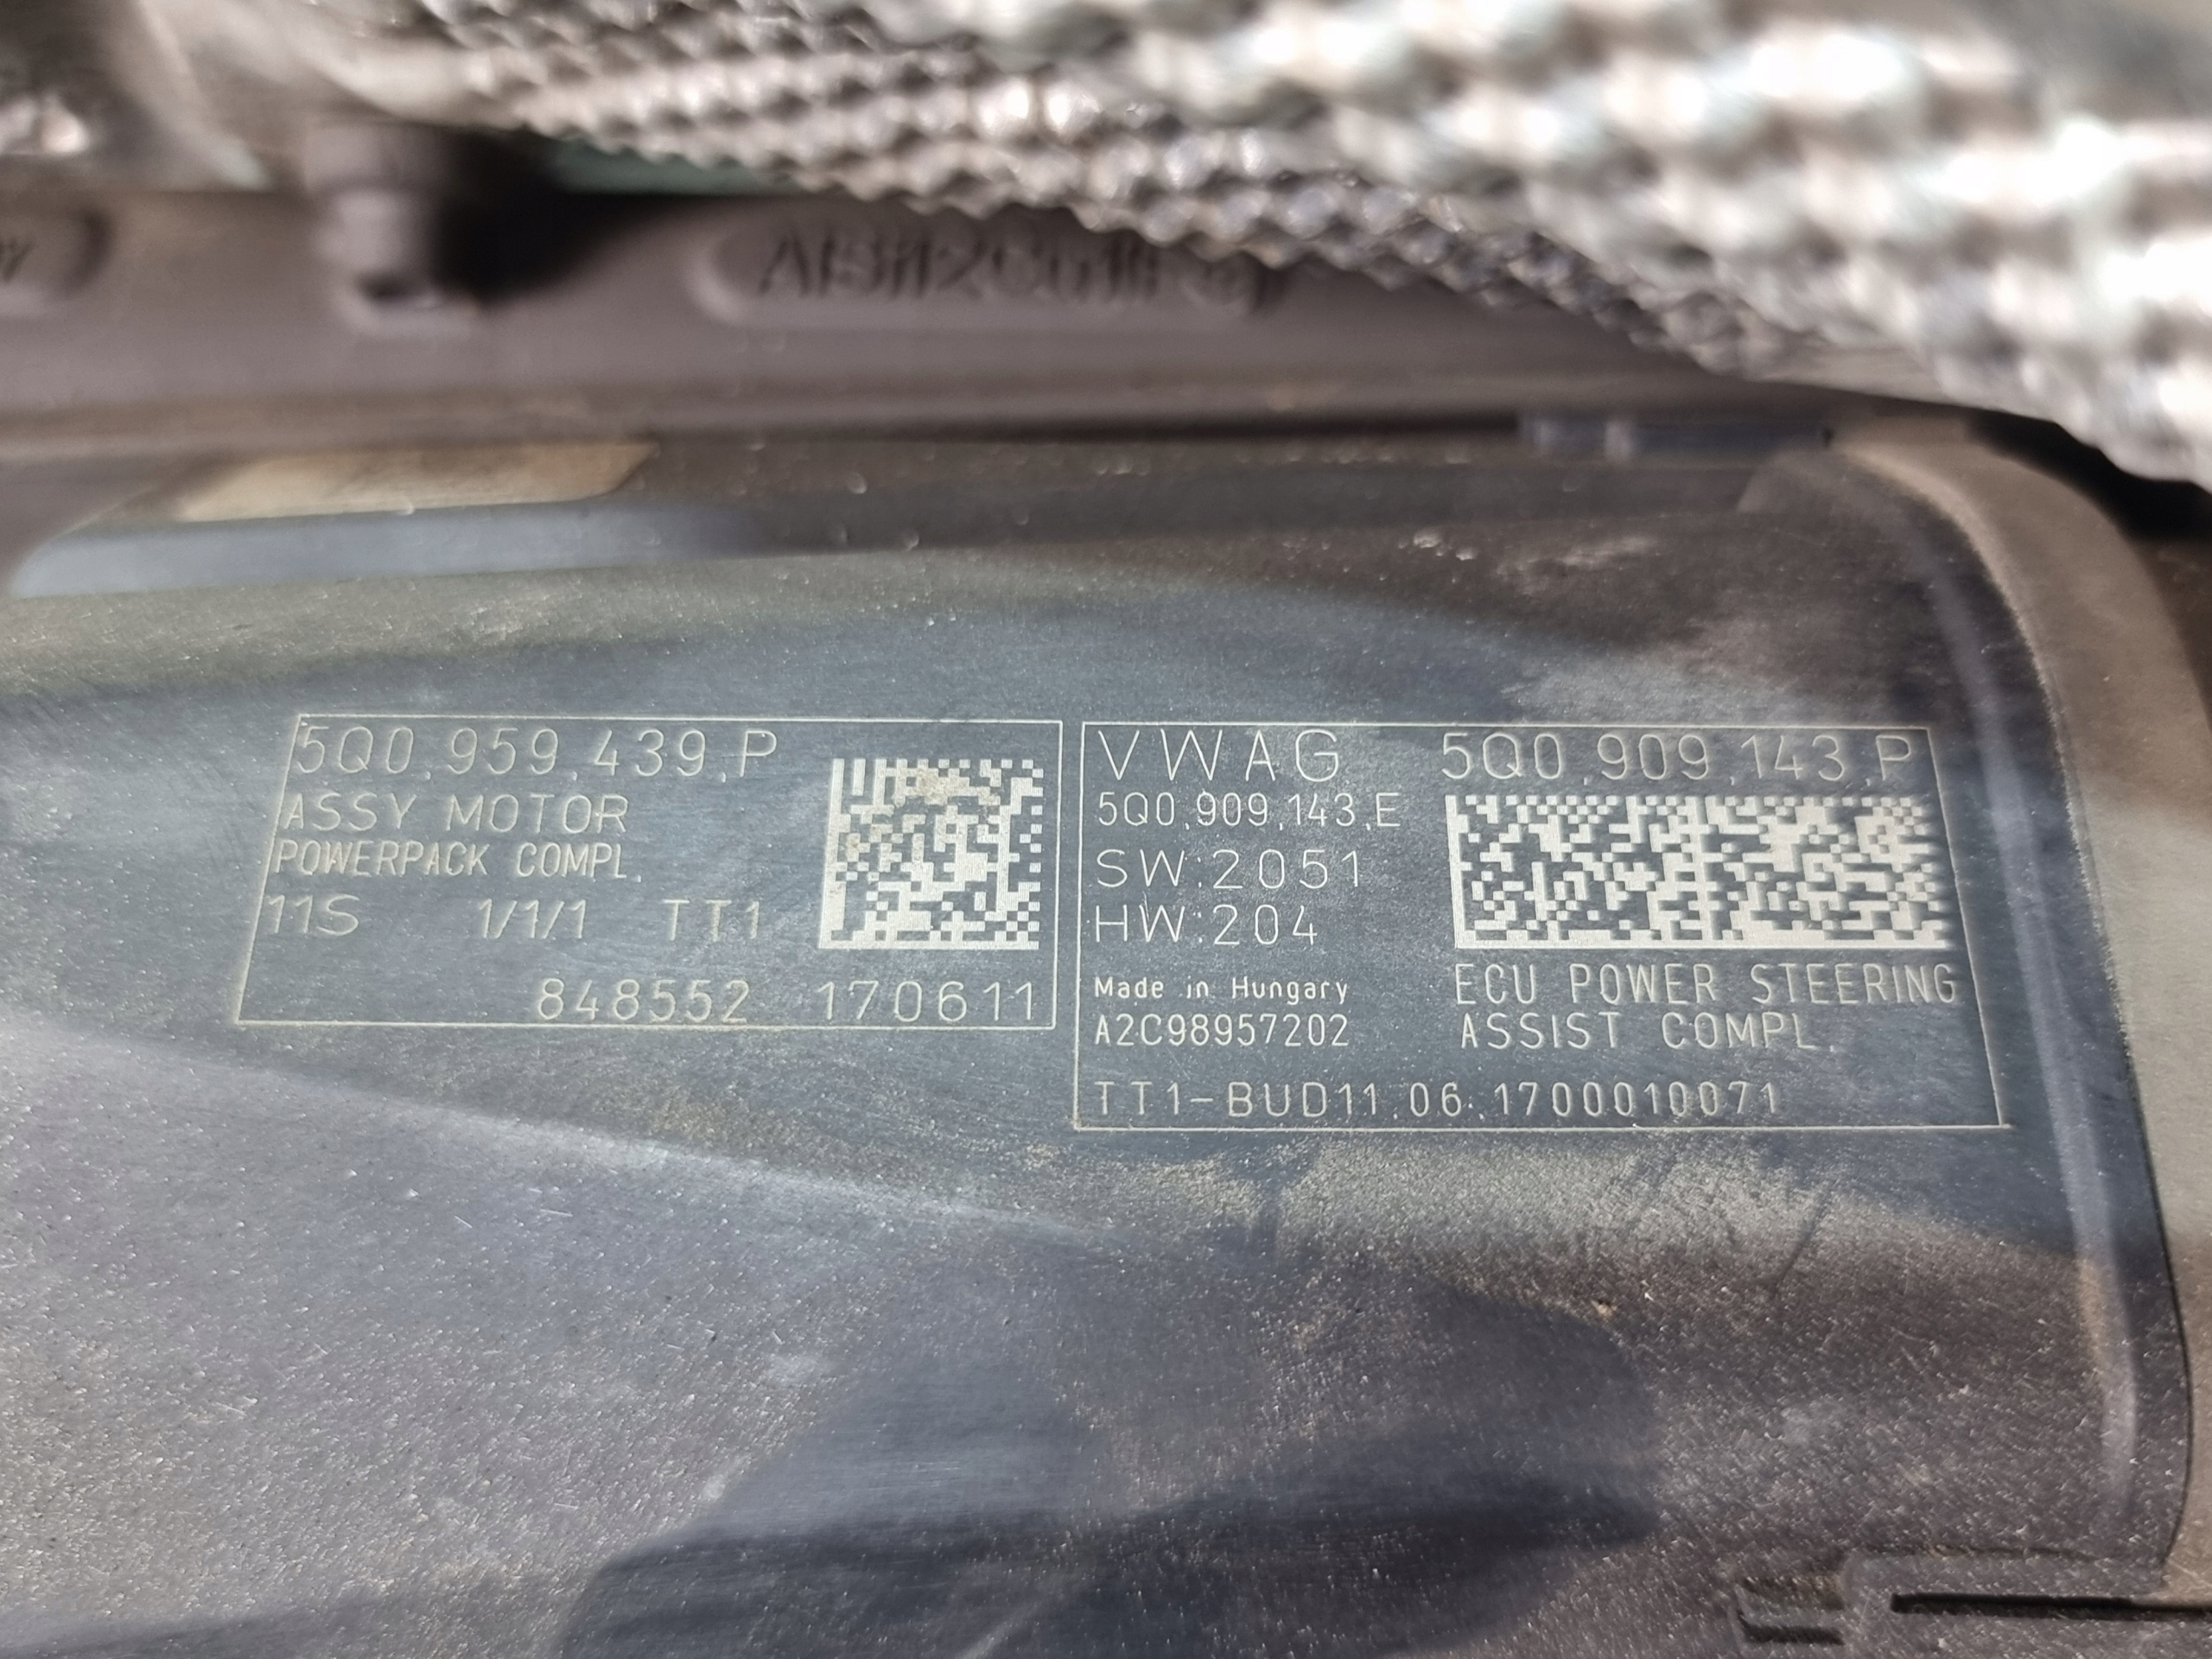 5Q0.959.439.P
ASSY MOTOR
POWERPACK COMPL.
11S 1/1/1 TT1
848552 170611
VWAG 5Q0.909.143.P
5Q0.909.143.E
SW:2051
HW:204
Made in Hungary
A2C98957202
ECU POWER STEERING
ASSIST COMPL.
TT1-BUD11.06.1700010071